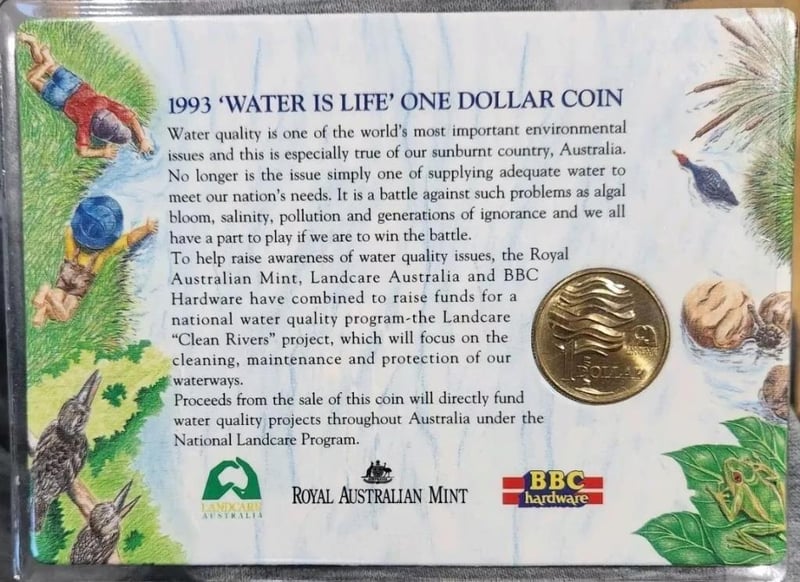 1993 ‘WATER IS LIFE’ ONE DOLLAR COIN
Water quality is one of the world’s most important environmental
issues and this is especially true of our sunburnt country, Australia.
No longer is the issue simply one of supplying adequate water to
meet our nation’s needs. It is a battle against such problems as algal
bloom, salinity, pollution and generations of ignorance and we all
have a part to play if we are to win the battle.
To help raise awareness of water quality issues, the Royal
Australian Mint, Landcare Australia and BBC
Hardware have combined to raise funds for a
national water quality program-the Landcare
“Clean Rivers” project, which will focus on the
cleaning, maintenance and protection of our
waterways.
Proceeds from the sale of this coin will directly fund
water quality projects throughout Australia under the
National Landcare Program.
1
DOLLAR
LANDCARE
AUSTRALIA
ROYAL AUSTRALIAN MINT
BBC
hardware